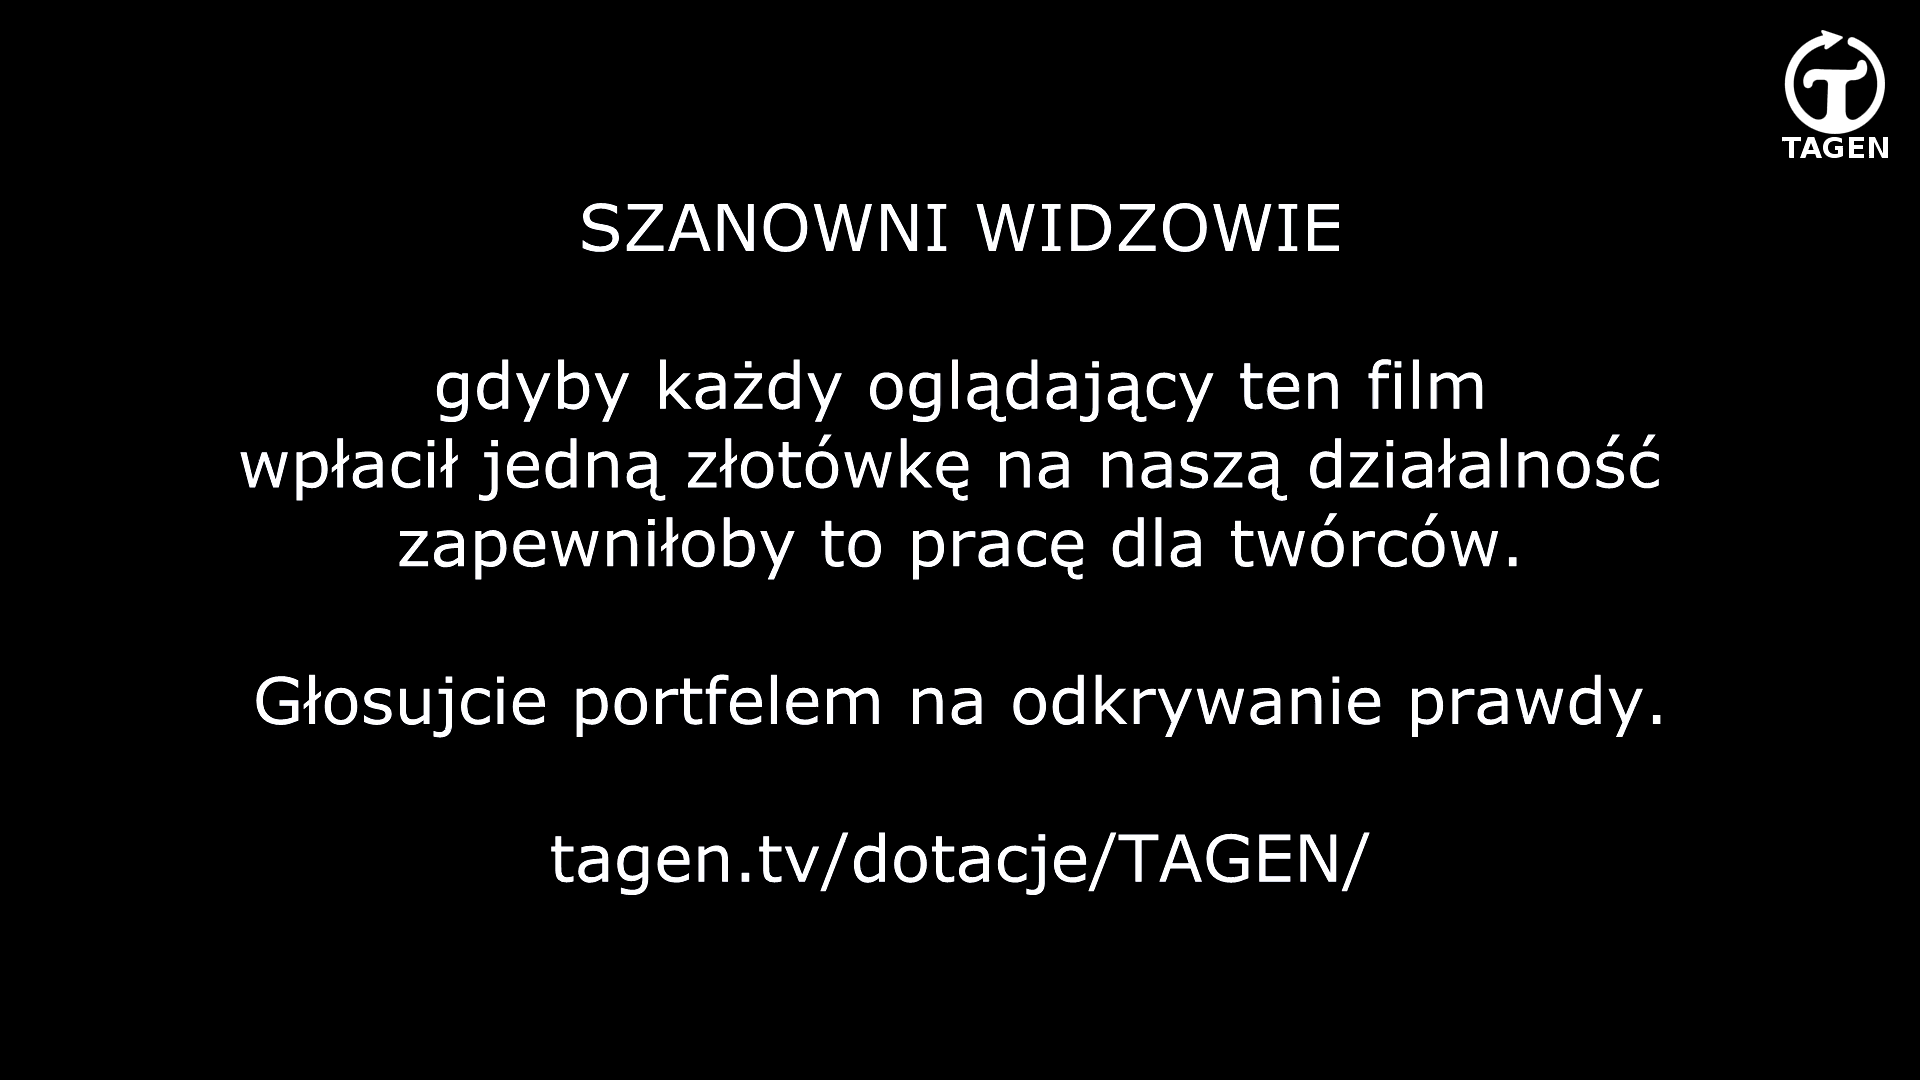 TAGEN
SZANOWNI WIDZOWIE
gdyby każdy oglądający ten film
wpłacił jedną złotówkę na naszą działalność
zapewniłoby to pracę dla twórców.
Głosujcie portfelem na odkrywanie prawdy.
tagen.tv/dotacje/TAGEN/